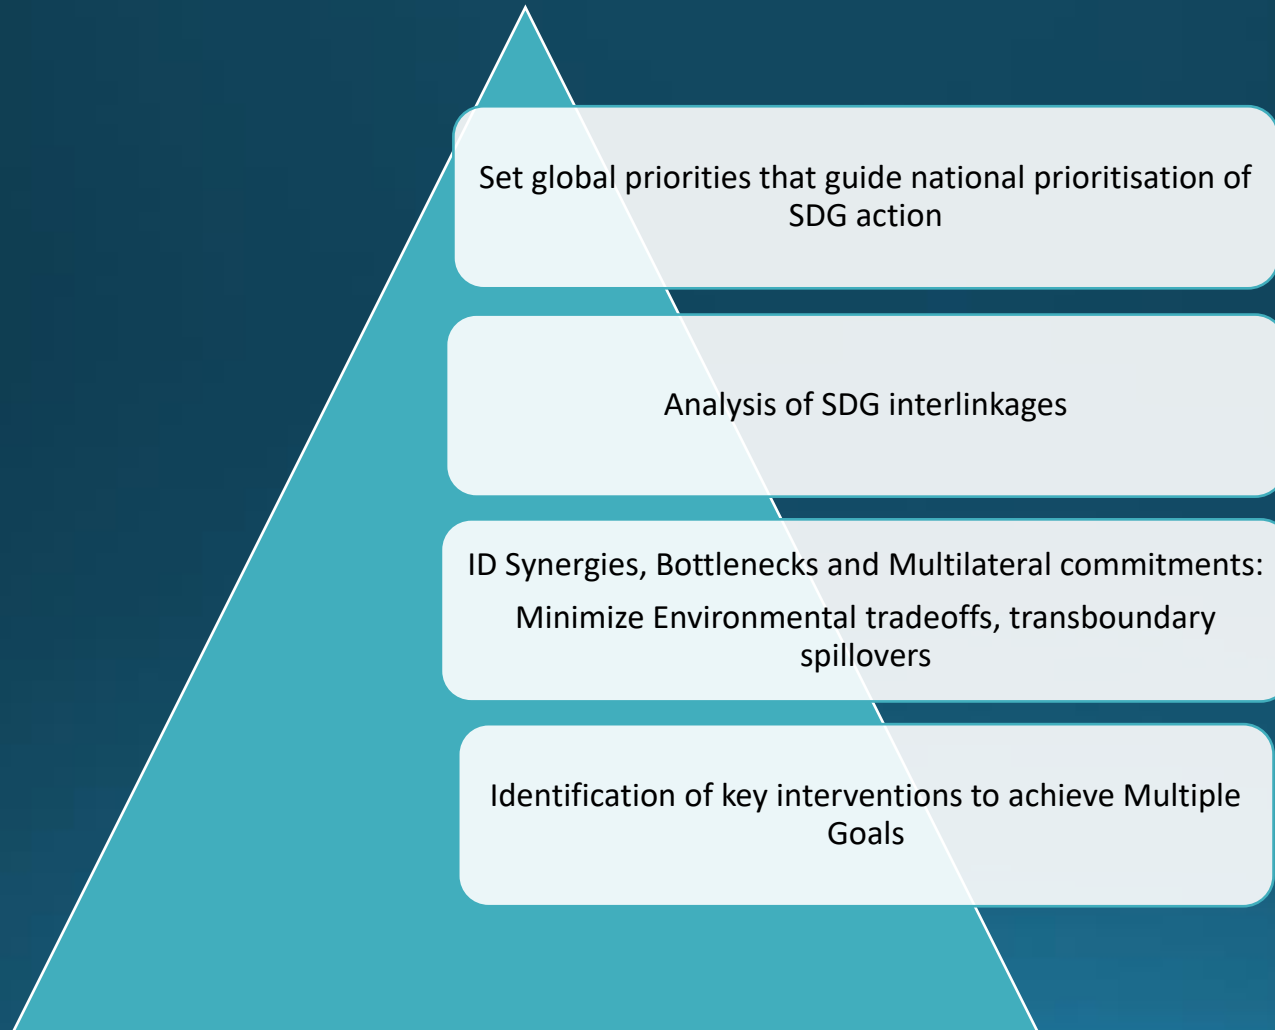 Set global priorities that guide national prioritisation of
SDG action
Analysis of SDG interlinkages
ID Synergies, Bottlenecks and Multilateral commitments:
Minimize Environmental tradeoffs, transboundary
spillovers
Identification of key interventions to achieve Multiple
Goals